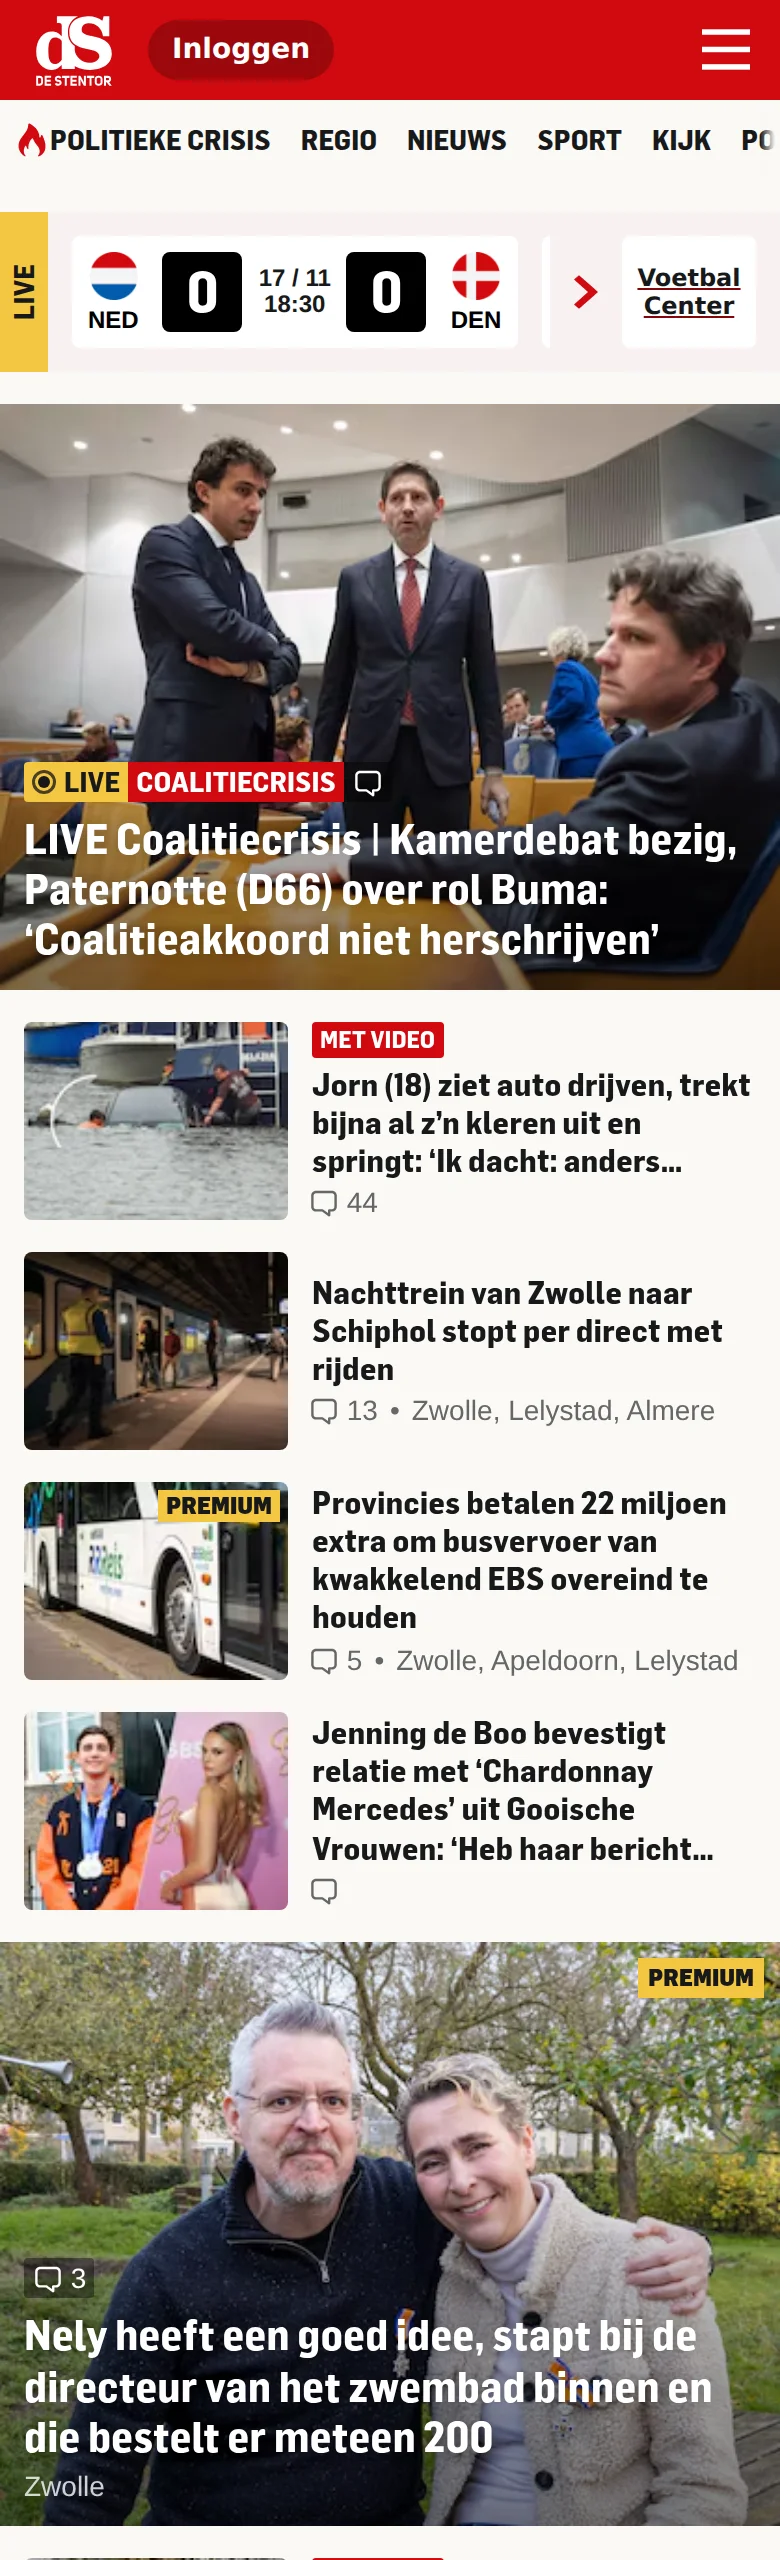 dS
DE STENTOR
Inloggen
POLITIEKE CRISIS REGIO NIEUWS SPORT KIJK PO
LIVE
NED 0 17 / 11 18:30 0 DEN
Voetbal
Center
LIVE COALITIECRISIS
LIVE Coalitiecrisis | Kamerdebat bezig,
Paternotte (D66) over rol Buma:
‘Coalitieakkoord niet herschrijven’
MET VIDEO
Jorn (18) ziet auto drijven, trekt
bijna al z’n kleren uit en
springt: ‘Ik dacht: anders...
44
Nachttrein van Zwolle naar
Schiphol stopt per direct met
rijden
13 • Zwolle, Lelystad, Almere
PREMIUM
Provincies betalen 22 miljoen
extra om busvervoer van
kwakkelend EBS overeind te
houden
5 • Zwolle, Apeldoorn, Lelystad
Jenning de Boo bevestigt
relatie met ‘Chardonnay
Mercedes’ uit Gooische
Vrouwen: ‘Heb haar bericht...
PREMIUM
3
Nely heeft een goed idee, stapt bij de
directeur van het zwembad binnen en
die bestelt er meteen 200
Zwolle